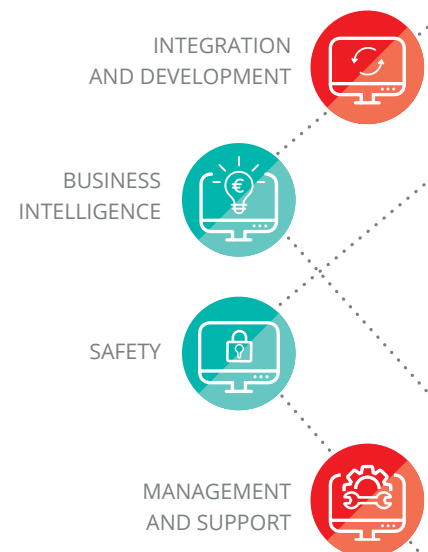 INTEGRATION
AND DEVELOPMENT
BUSINESS
INTELLIGENCE
€
SAFETY
MANAGEMENT
AND SUPPORT